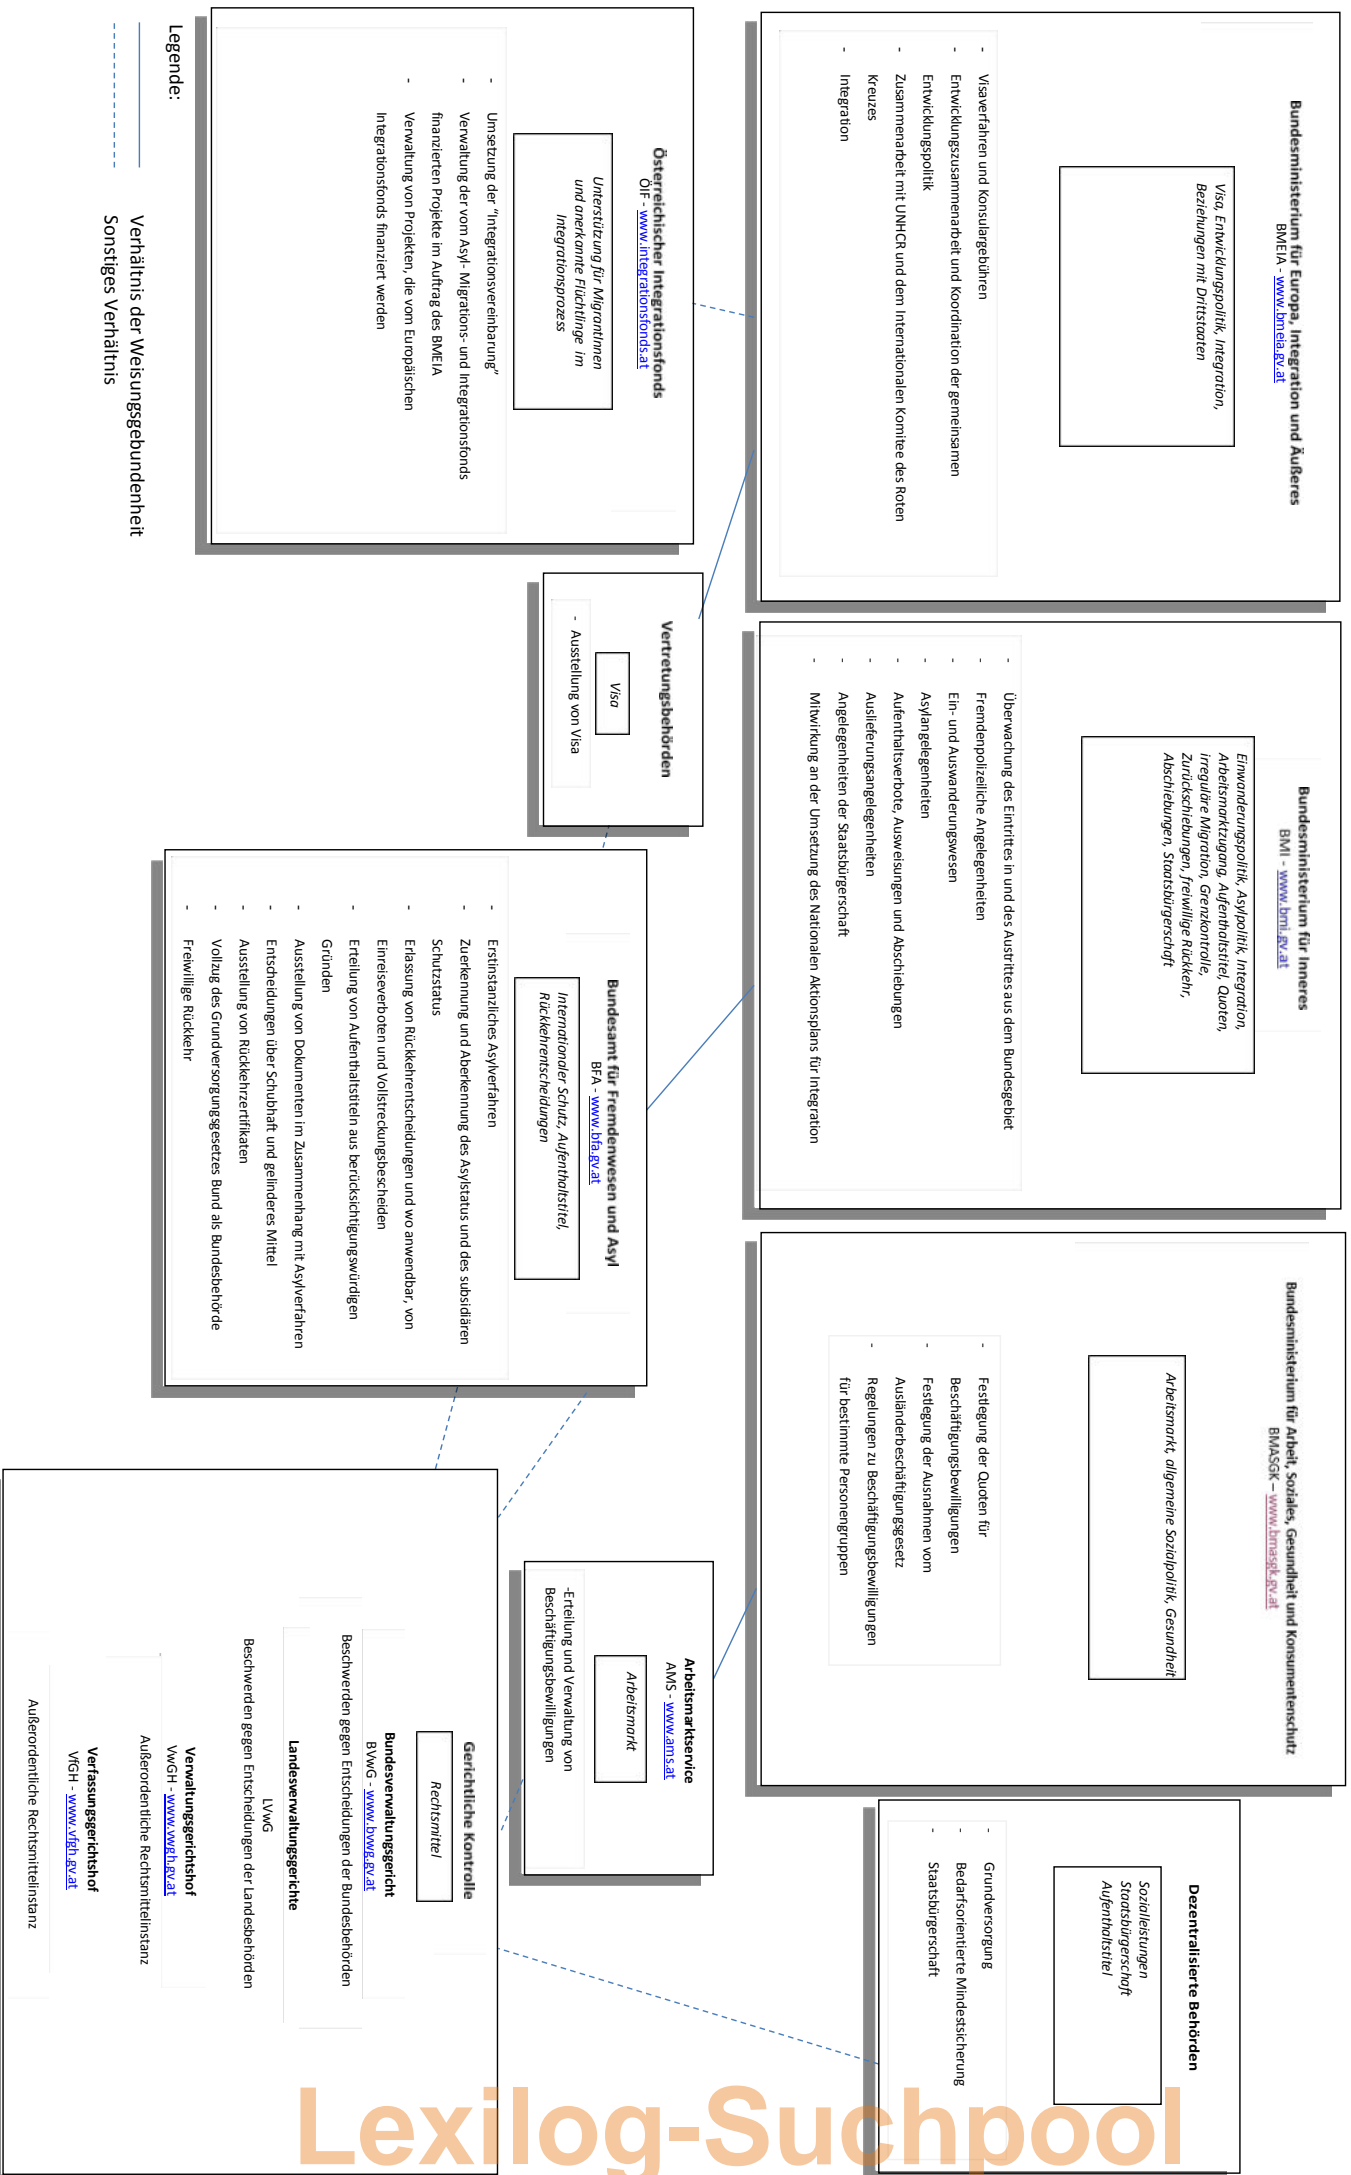 Bundesministerium für Europa, Integration und Äußeres
BMEIA - www.bmeia.gv.at
Visa, Entwicklungspolitik, Integration,
Beziehungen mit Drittstaaten
- Visaverfahren und Konsulargebühren
- Entwicklungszusammenarbeit und Koordination der gemeinsamen
Entwicklungspolitik
- Zusammenarbeit mit UNHCR und dem Internationalen Komitee des Roten
Kreuzes
- Integration
Bundesministerium für Inneres
BMI - www.bmi.gv.at
Einwanderungspolitik, Asylpolitik, Integration,
Arbeitsmarktzugang, Aufenthaltstitel, Quoten,
irreguläre Migration, Grenzkontrolle,
Zurückschiebungen, freiwillige Rückkehr,
Abschiebungen, Staatsbürgerschaft
- Überwachung des Eintrittes in und des Austrittes aus dem Bundesgebiet
- Fremdenpolizeiliche Angelegenheiten
- Ein- und Auswanderungswesen
- Asylangelegenheiten
- Aufenthaltsverbote, Ausweisungen und Abschiebungen
- Auslieferungsangelegenheiten
- Angelegenheiten der Staatsbürgerschaft
- Mitwirkung an der Umsetzung des Nationalen Aktionsplans für Integration
Bundesministerium für Arbeit, Soziales, Gesundheit und Konsumentenschutz
BMASGK – www.bmasgk.gv.at
Arbeitsmarkt, allgemeine Sozialpolitik, Gesundheit
- Festlegung der Quoten für
Beschäftigungsbewilligungen
- Festlegung der Ausnahmen vom
Ausländerbeschäftigungsgesetz
- Regelungen zu Beschäftigungsbewilligungen
für bestimmte Personengruppen
Dezentralisierte Behörden
Sozialleistungen
Staatsbürgerschaft
Aufenthaltstitel
- Grundversorgung
- Bedarfsorientierte Mindestsicherung
- Staatsbürgerschaft
Österreichischer Integrationsfonds
ÖIF - www.integrationsfonds.at
Unterstützung für MigrantInnen
und anerkannte Flüchtlinge im
Integrationsprozess
- Umsetzung der "Integrationsvereinbarung"
- Verwaltung der vom Asyl- Migrations- und Integrationsfonds
finanzierten Projekte im Auftrag des BMEIA
- Verwaltung von Projekten, die vom Europäischen
Integrationsfonds finanziert werden
Vertretungsbehörden
Visa
- Ausstellung von Visa
Bundesamt für Fremdenwesen und Asyl
BFA - www.bfa.gv.at
Internationaler Schutz, Aufenthaltstitel,
Rückkehrentscheidungen
- Erstinstanzliches Asylverfahren
- Zuerkennung und Aberkennung des Asylstatus und des subsidiären
Schutzstatus
- Erlassung von Rückkehrentscheidungen und wo anwendbar, von
Einreiseverboten und Vollstreckungsbescheiden
- Erteilung von Aufenthaltstiteln aus berücksichtigungswürdigen
Gründen
- Ausstellung von Dokumenten im Zusammenhang mit Asylverfahren
- Entscheidungen über Schubhaft und gelinderes Mittel
- Ausstellung von Rückkehrzertifikaten
- Vollzug des Grundversorgungsgesetzes Bund als Bundesbehörde
- Freiwillige Rückkehr
Arbeitsmarktservice
AMS - www.ams.at
Arbeitsmarkt
-Erteilung und Verwaltung von
Beschäftigungsbewilligungen
Gerichtliche Kontrolle
Rechtsmittel
Bundesverwaltungsgericht
BVwG - www.bvwg.gv.at
Beschwerden gegen Entscheidungen der Bundesbehörden
Landesverwaltungsgerichte
LVwG
Beschwerden gegen Entscheidungen der Landesbehörden
Verwaltungsgerichtshof
VwGH - www.vwgh.gv.at
Außerordentliche Rechtsmittelinstanz
Verfassungsgerichtshof
VfGH - www.vfgh.gv.at
Außerordentliche Rechtsmittelinstanz
Legende:
Verhältnis der Weisungsgebundenheit
Sonstiges Verhältnis
Lexilog-Suchpool